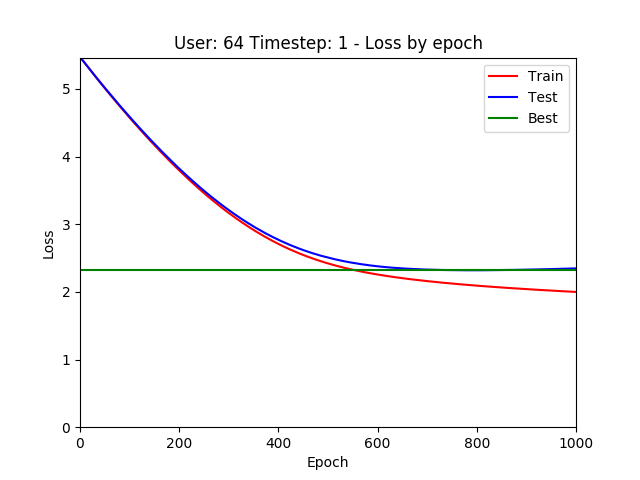 User: 64 Timestep: 1 - Loss by epoch
Train
Test
Best
5
4
3
2
1
0
Loss
0 200 400 600 800 1000
Epoch